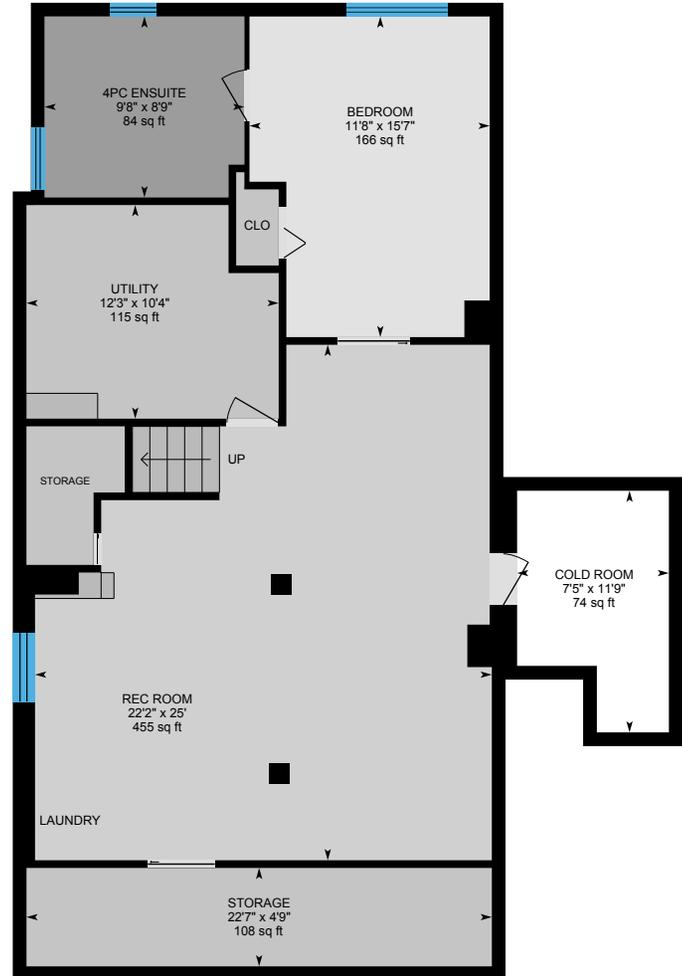 4PC ENSUITE
9'8" x 8'9"
84 sq ft
BEDROOM
11'8" x 15'7"
166 sq ft
CLO
UTILITY
12'3" x 10'4"
115 sq ft
UP
STORAGE
COLD ROOM
7'5" x 11'9"
74 sq ft
REC ROOM
22'2" x 25'
455 sq ft
LAUNDRY
STORAGE
22'7" x 4'9"
108 sq ft